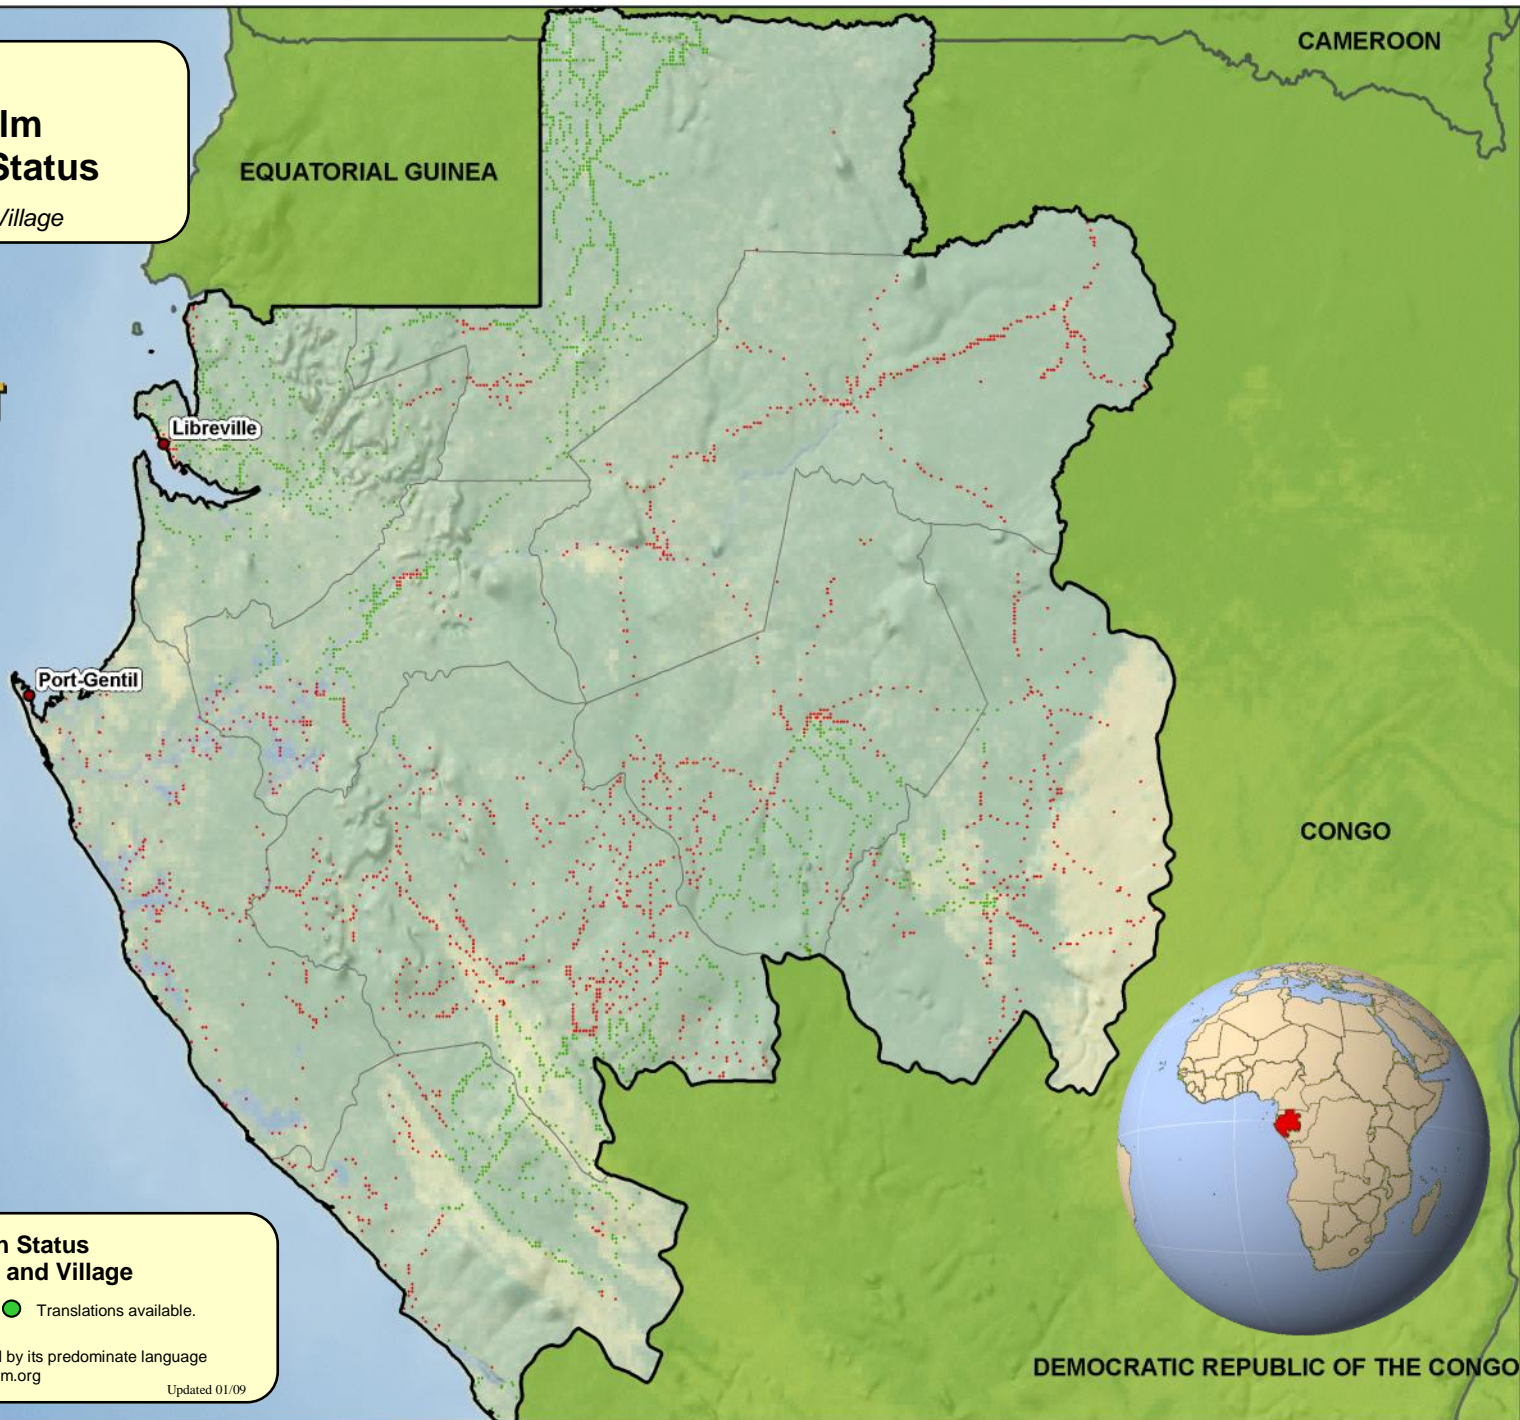 lm
Status
Village
EQUATORIAL GUINEA
CAMEROON
Libreville
Port-Gentil
CONGO
DEMOCRATIC REPUBLIC OF THE CONGO
n Status
and Village
Translations available.
l by its predominate language
m.org
Updated 01/09